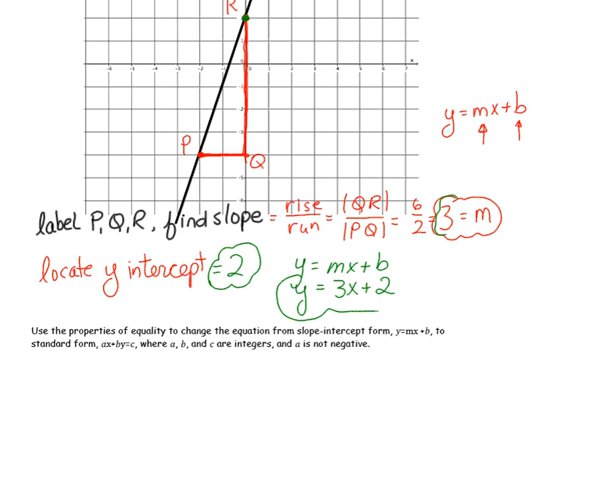 R
P
Q
y = mx + b
label P, Q, R, find slope = rise/run = |QR|/|PQ| = 6/2 = 3 = m
locate y intercept = 2
y = mx + b
y = 3x + 2
Use the properties of equality to change the equation from slope-intercept form, y=mx +b, to
standard form, ax+by=c, where a, b, and c are integers, and a is not negative.